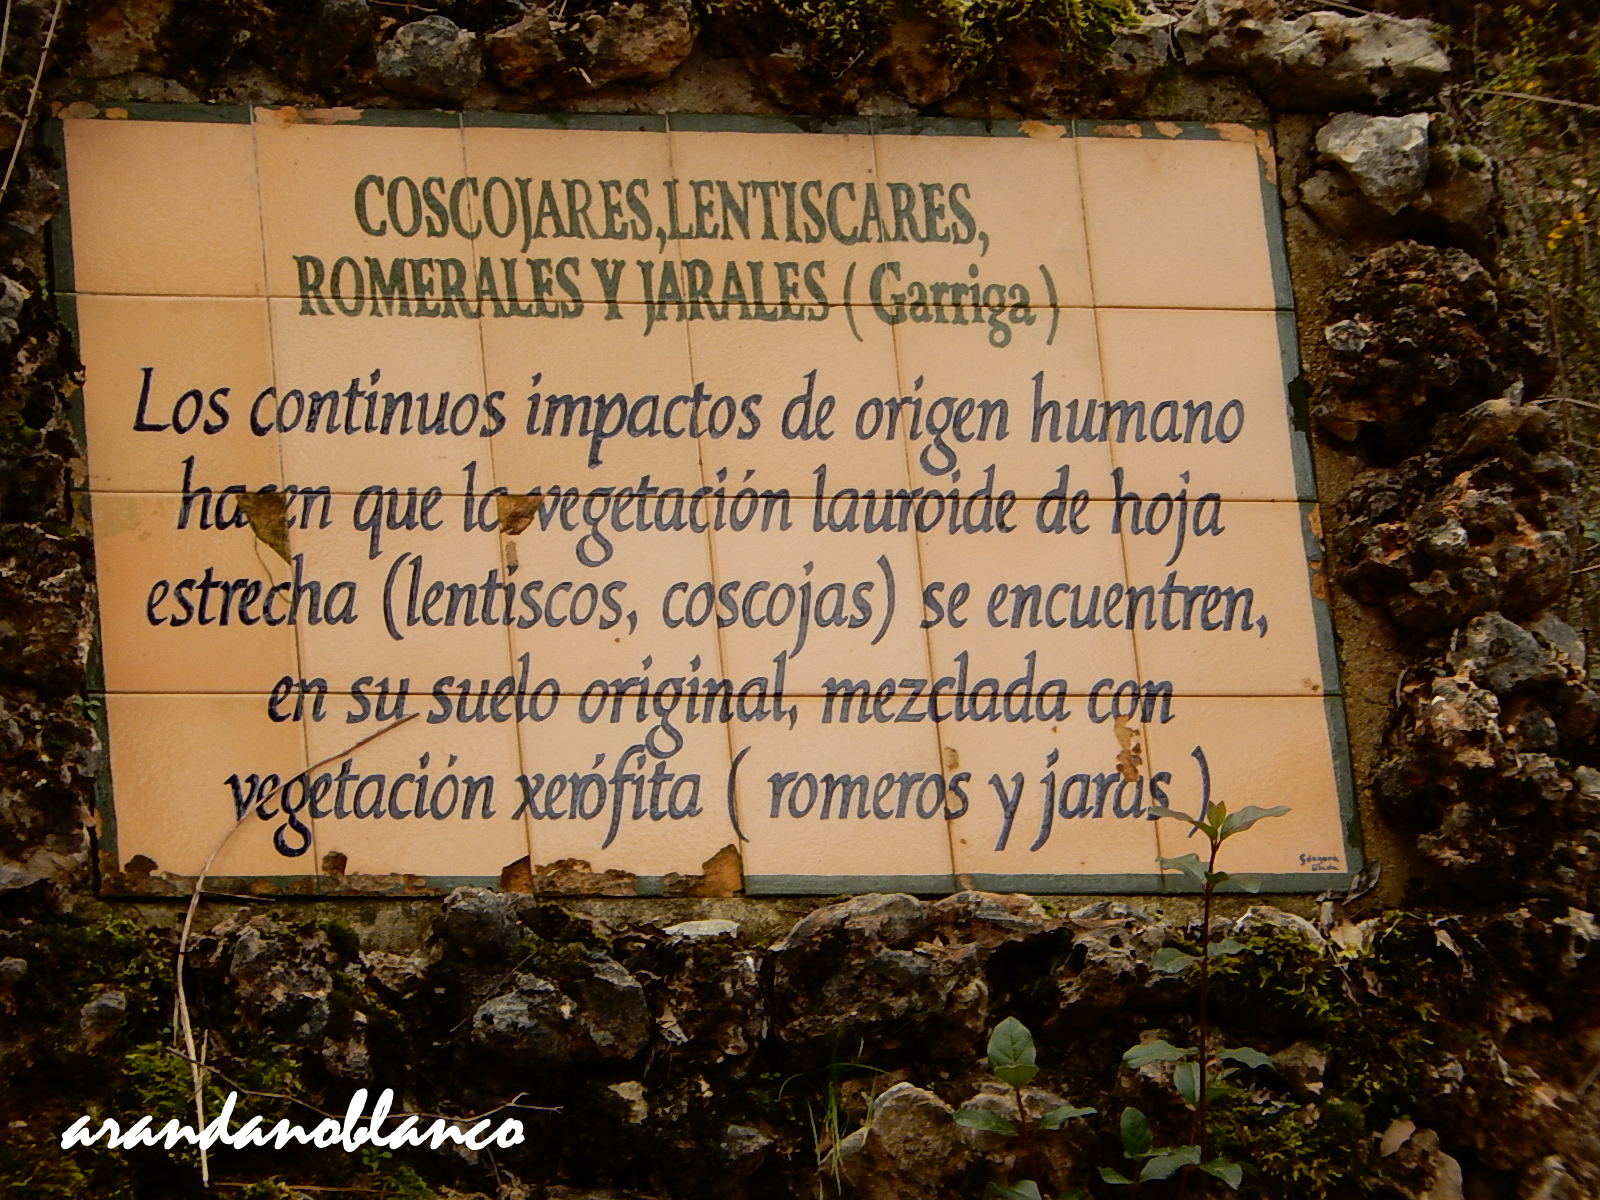 COSCOJARES, LENTISCARES,
ROMERALES Y JARALES ( Garriga )
Los continuos impactos de origen humano
hacen que la vegetación lauroide de hoja
estrecha (lentiscos, coscojas) se encuentren,
en su suelo original, mezclada con
vegetación xerófita ( romeros y jaras )
arandanoblanco